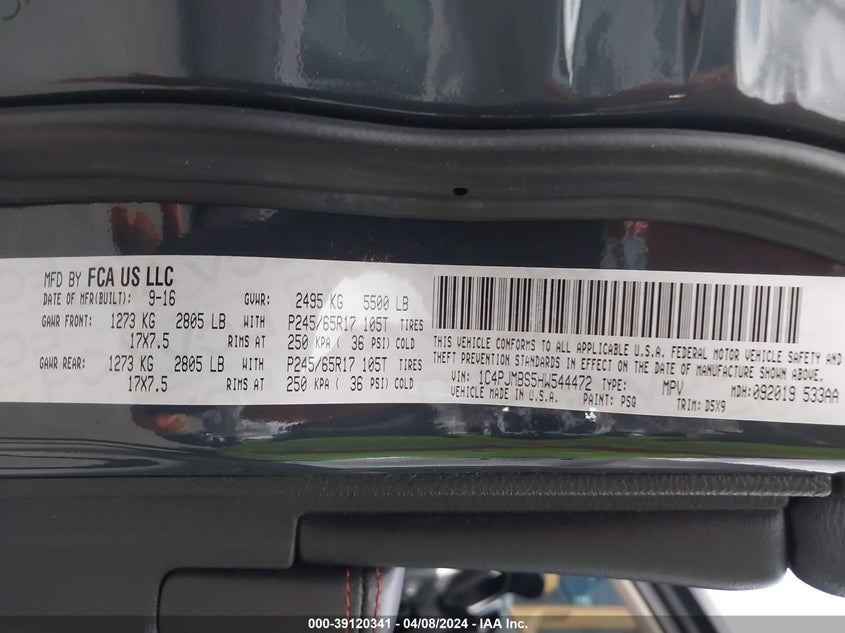 MFD BY FCA US LLC
DATE OF MFR(BUILT): 9-16 GVWR: 2495 KG 5500 LB
GAWR FRONT: 1273 KG 2805 LB WITH P245/65R17 105T TIRES
17X7.5 RIMS AT 250 KPA ( 36 PSI) COLD
GAWR REAR: 1273 KG 2805 LB WITH P245/65R17 105T TIRES
17X7.5 RIMS AT 250 KPA ( 36 PSI) COLD
THIS VEHICLE CONFORMS TO ALL APPLICABLE U.S.A. FEDERAL MOTOR VEHICLE SAFETY AND
THEFT PREVENTION STANDARDS IN EFFECT ON THE DATE OF MANUFACTURE SHOWN ABOVE.
VIN: 1C4PJMBS5HW544472 TYPE: MPV MDH:092019 533AA
VEHICLE MADE IN U.S.A. PAINT: PSQ TRIM: D5X9
000-39120341 - 04/08/2024 - IAA Inc.